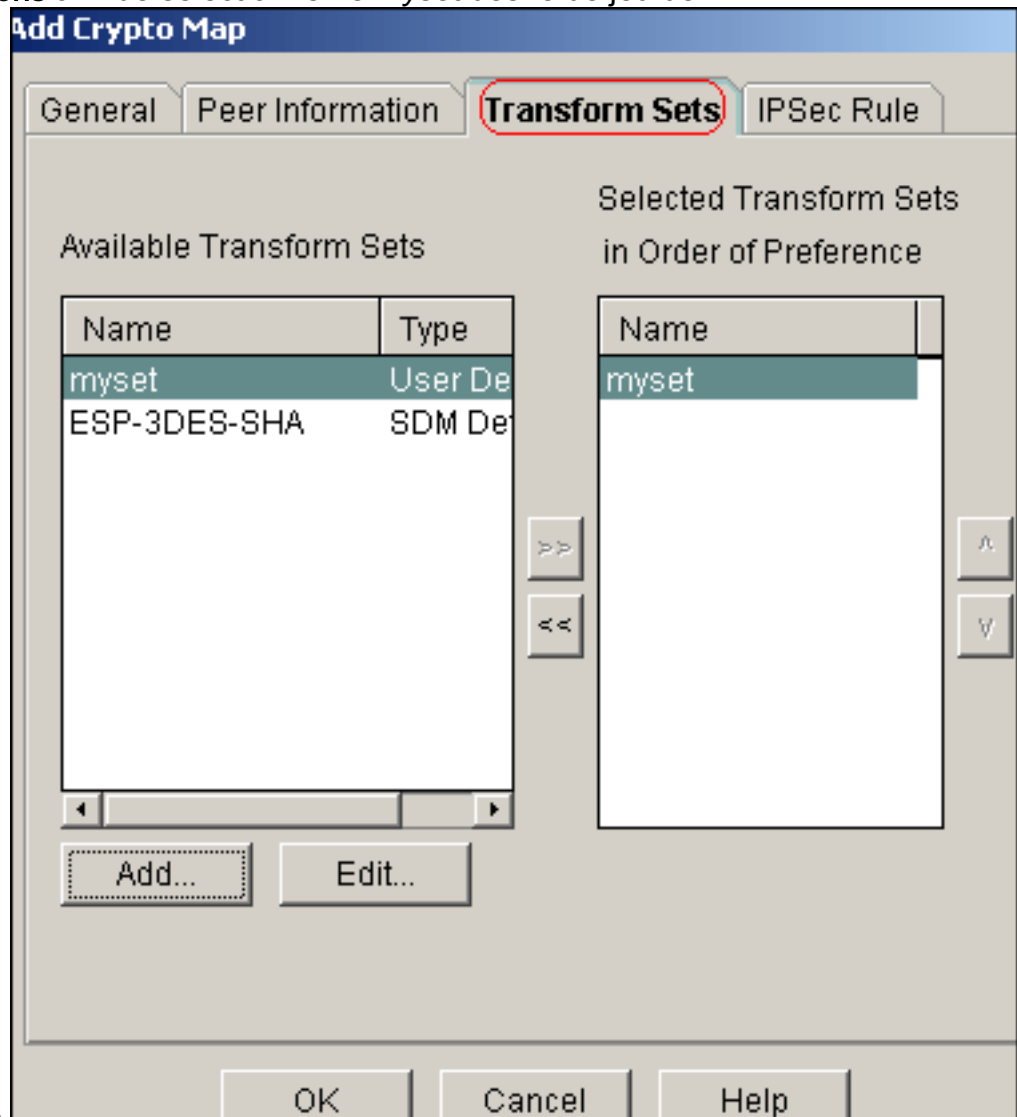 Add Crypto Map
General Peer Information Transform Sets IPSec Rule
Selected Transform Sets
in Order of Preference
Available Transform Sets
Name Type
myset User De
ESP-3DES-SHA SDM De
Name
myset
>>
<<
^
v
Add... Edit...
OK Cancel Help